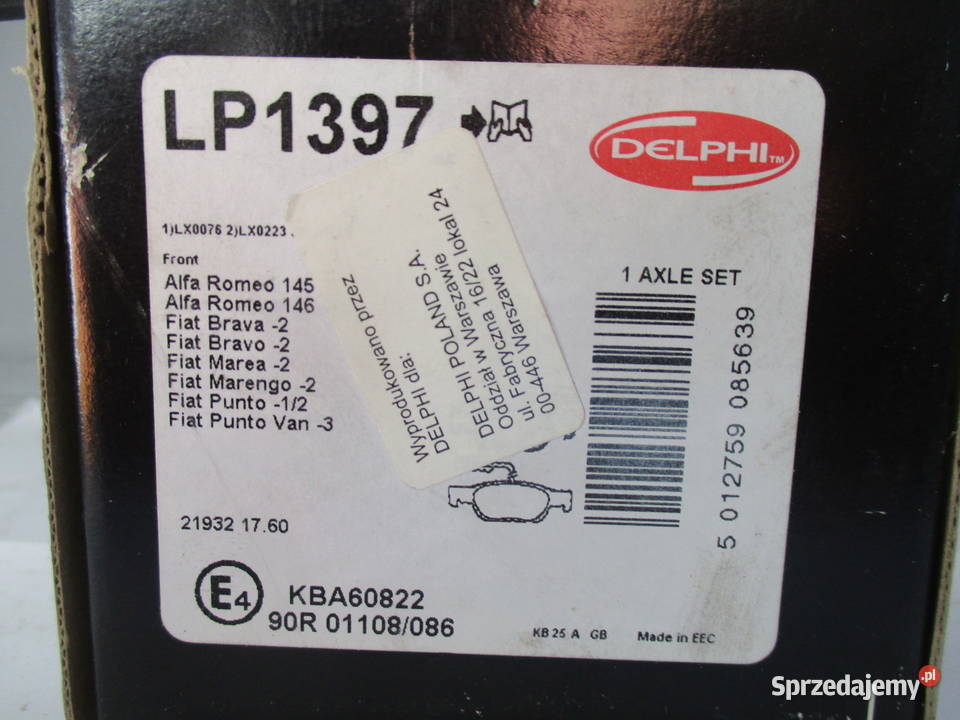 LP1397
DELPHI TM
1)LX0076 2)LX0223
Front
Alfa Romeo 145
Alfa Romeo 146
Fiat Brava -2
Fiat Bravo -2
Fiat Marea -2
Fiat Marengo -2
Fiat Punto -1/2
Fiat Punto Van -3
Wyprodukowano przez
DELPHI dla:
DELPHI POLAND S.A.
Oddział w Warszawie
ul. Fabryczna 16/22 lokal 24
00-446 Warszawa
1 AXLE SET
5 012759 085639
21932 17.60
E4
KBA60822
90R 01108/086
KB 25 A GB
Made in EEC
Sprzedajemy.pl